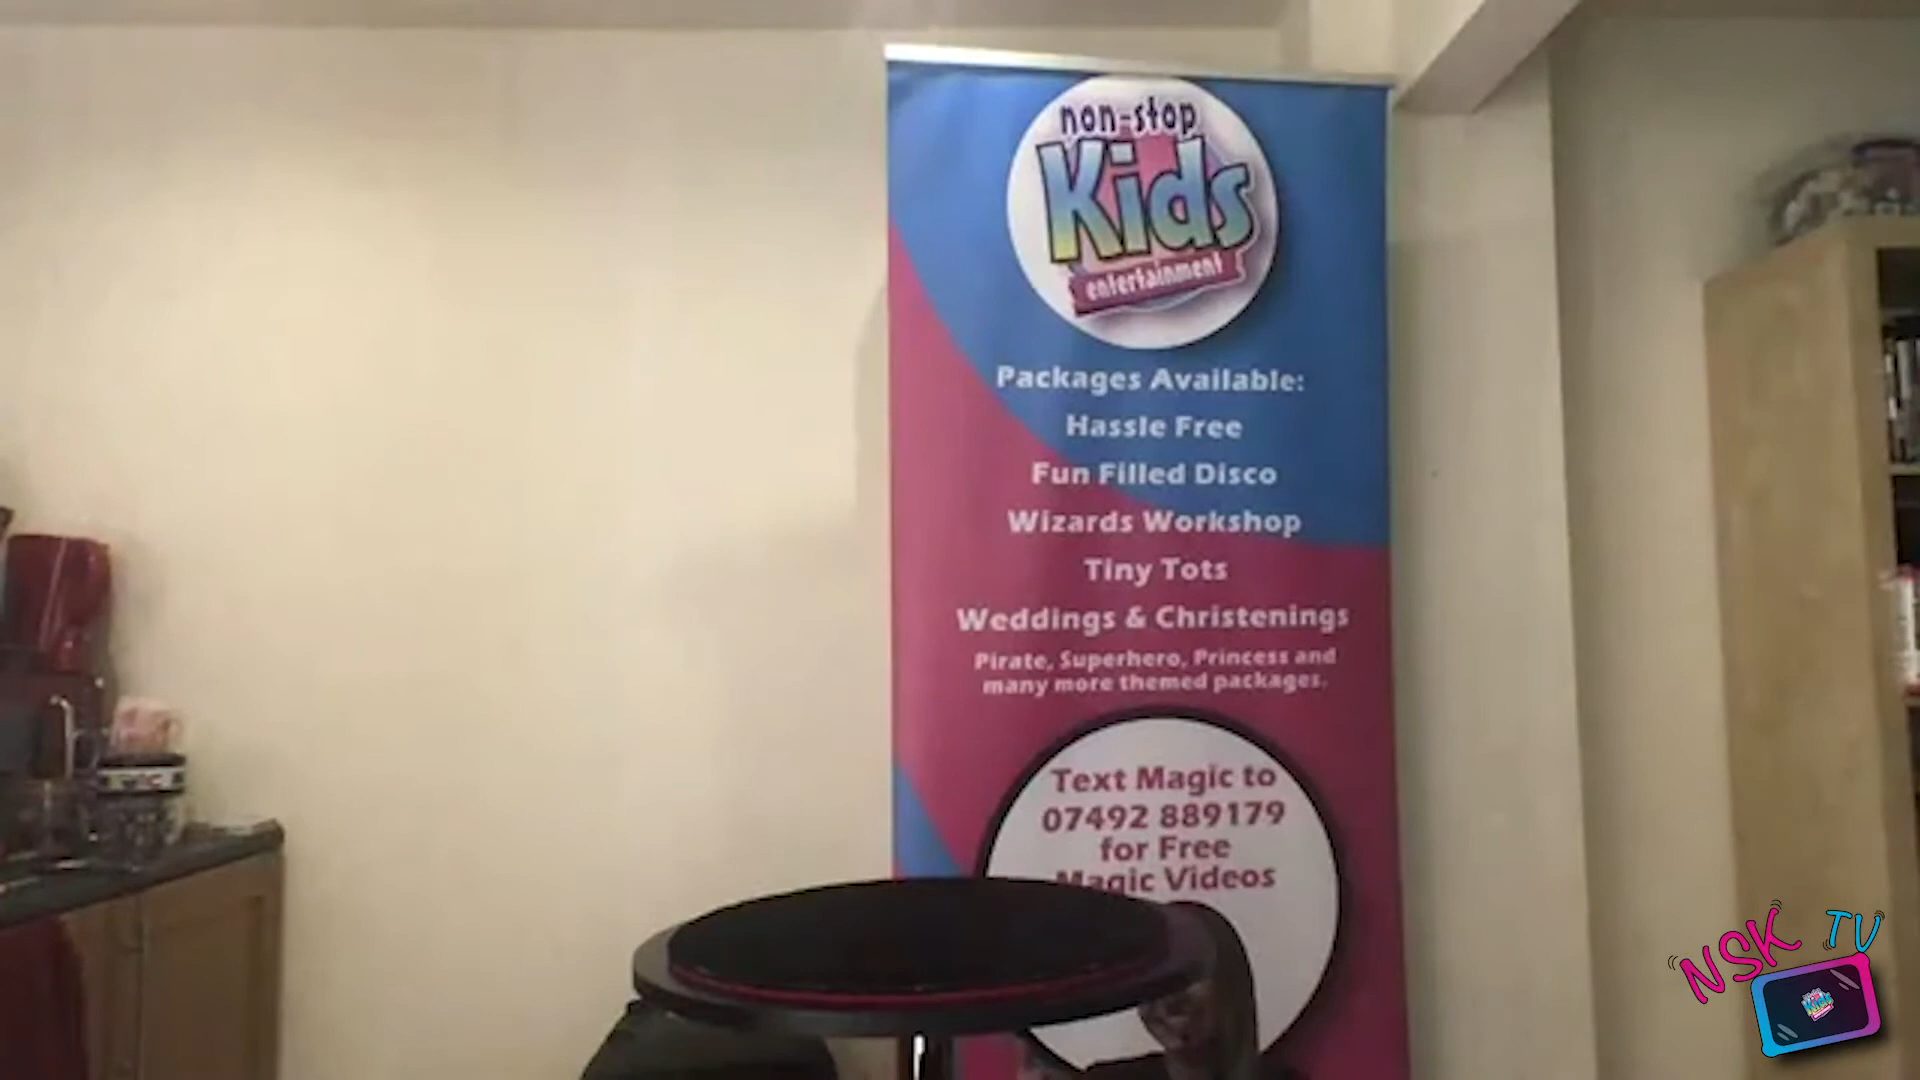 non-stop
Kids
entertainment
Packages Available:
Hassle Free
Fun Filled Disco
Wizards Workshop
Tiny Tots
Weddings & Christenings
Pirate, Superhero, Princess and
many more themed packages.
Text Magic to
07492 889179
for Free
Magic Videos
NSK TV
Kids